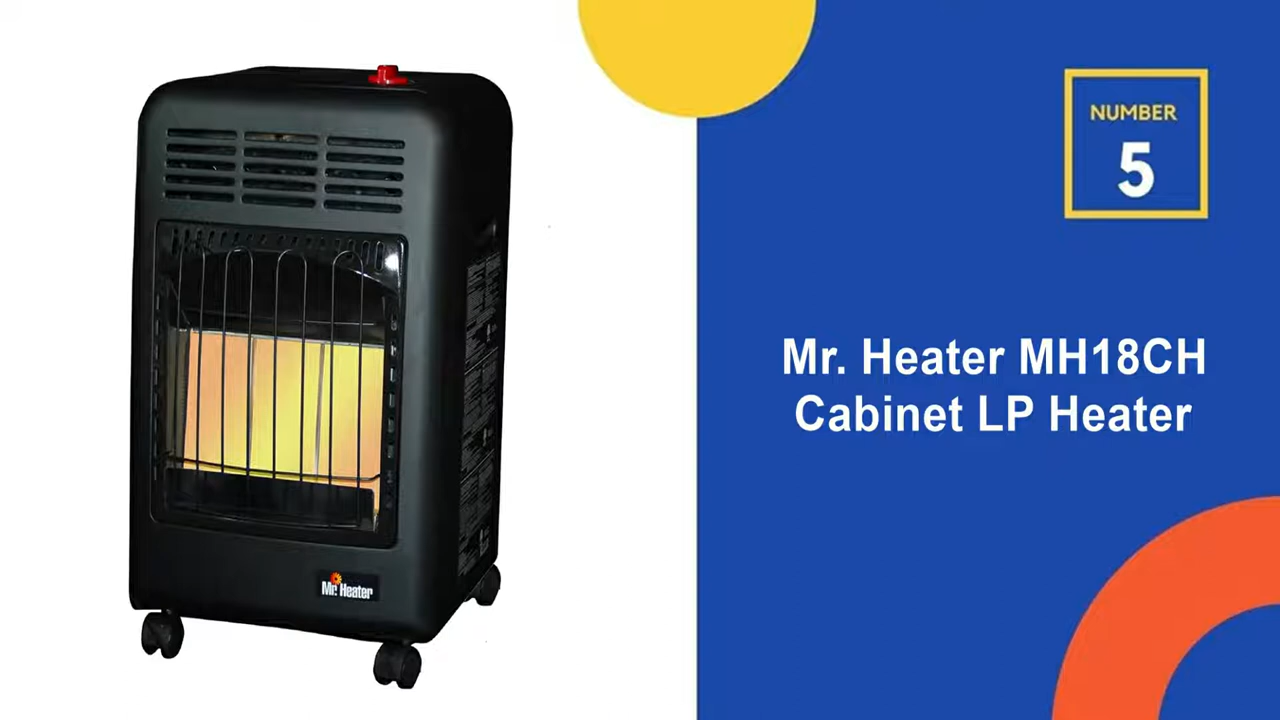 NUMBER
5
Mr. Heater MH18CH
Cabinet LP Heater
Mr. Heater